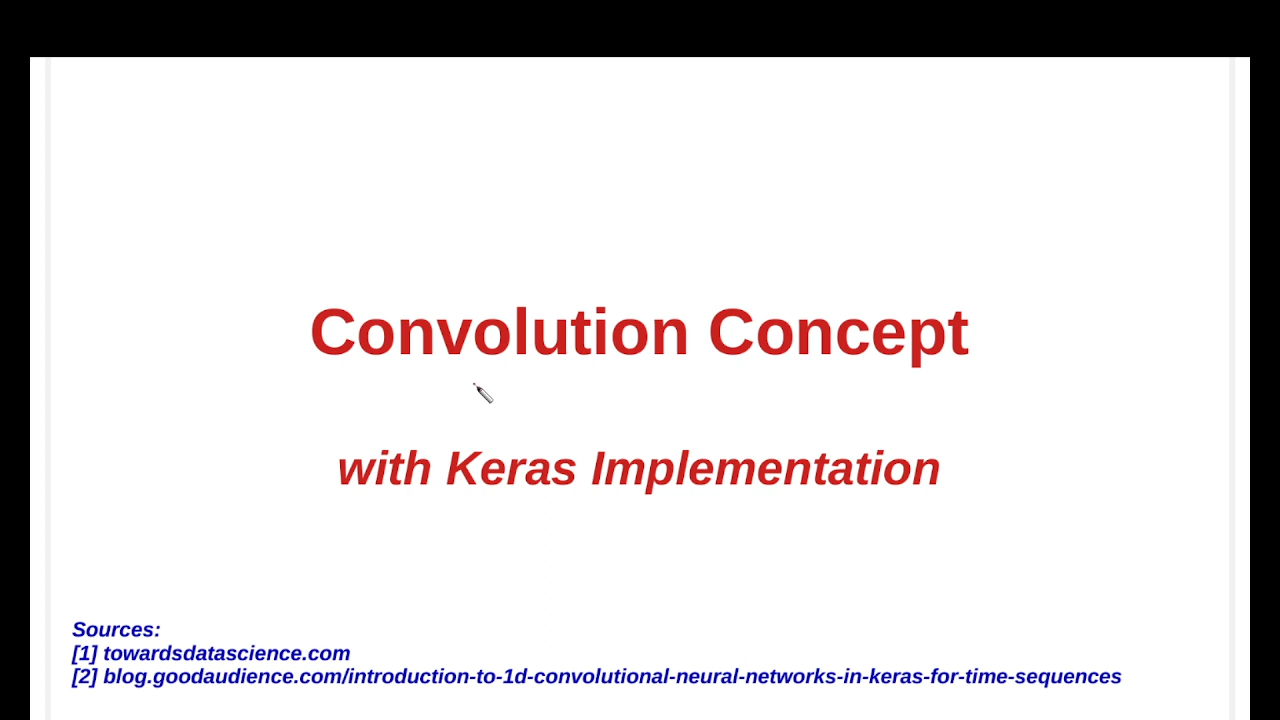 Convolution Concept
with Keras Implementation
Sources:
[1] towardsdatascience.com
[2] blog.goodaudience.com/introduction-to-1d-convolutional-neural-networks-in-keras-for-time-sequences